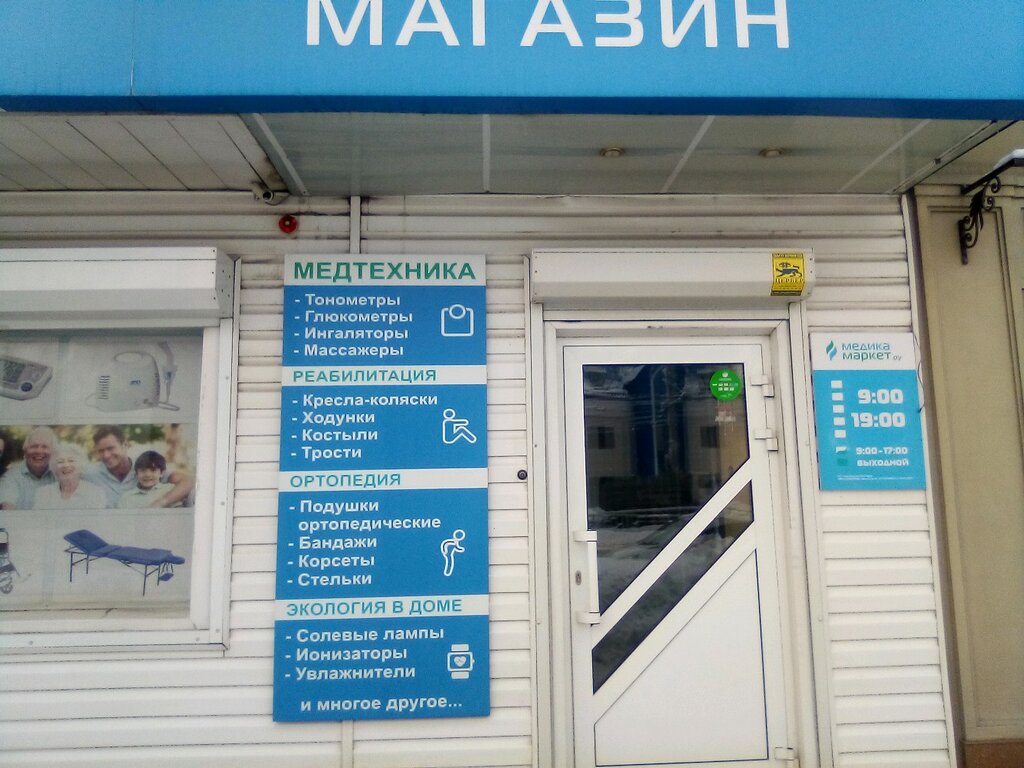 МАГАЗИН
МЕДТЕХНИКА
- Тонометры
- Глюкометры
- Ингаляторы
- Массажеры
РЕАБИЛИТАЦИЯ
- Кресла-коляски
- Ходунки
- Костыли
- Трости
ОРТОПЕДИЯ
- Подушки
ортопедические
- Бандажи
- Корсеты
- Стельки
ЭКОЛОГИЯ В ДОМЕ
- Солевые лампы
- Ионизаторы
- Увлажнители
и многое другое...
медика
маркет.ру
9:00
19:00
9:00-17:00
выходной